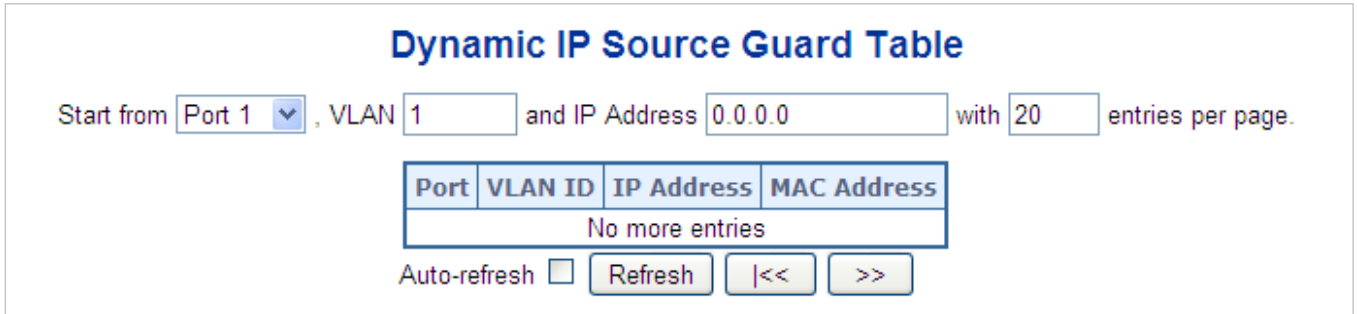 Dynamic IP Source Guard Table
Start from Port 1 , VLAN 1 and IP Address 0.0.0.0 with 20 entries per page.
Port VLAN ID IP Address MAC Address
No more entries
Auto-refresh Refresh |<< >>